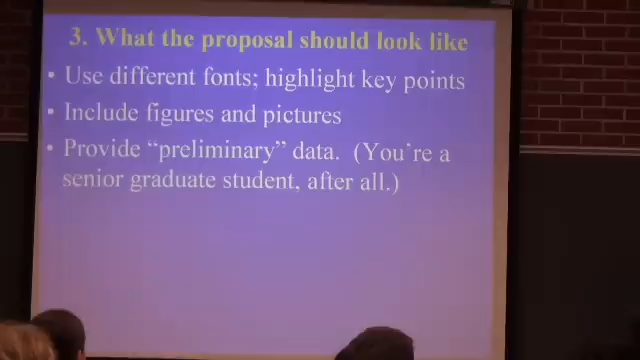 3. What the proposal should look like
• Use different fonts; highlight key points
• Include figures and pictures
• Provide “preliminary” data. (You're a
senior graduate student, after all.)